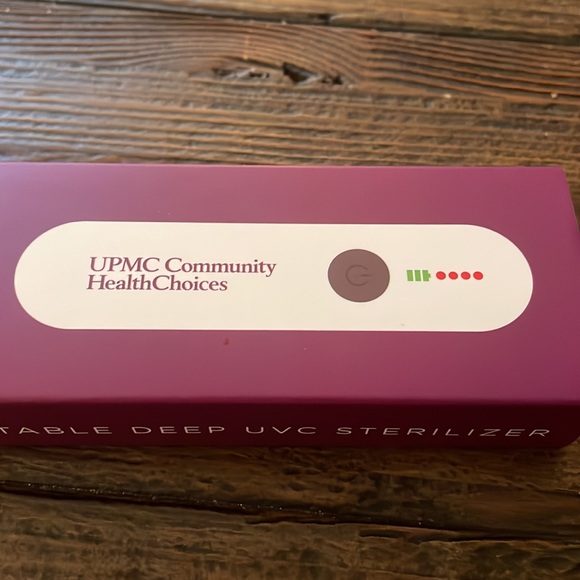 UPMC Community
HealthChoices
TABLE DEEP UVC STERILIZER